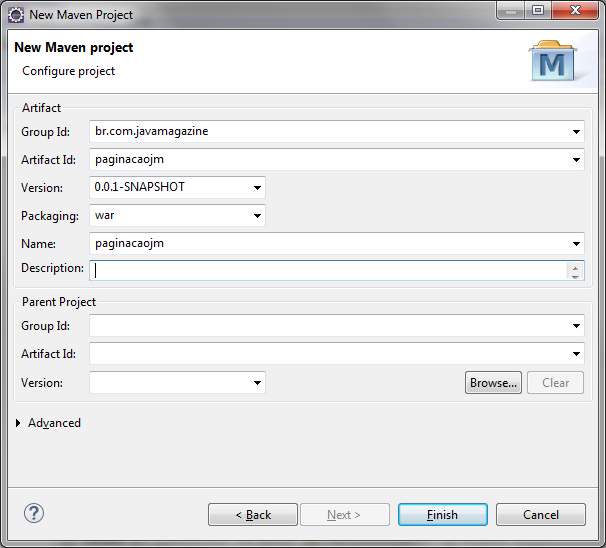 New Maven Project
New Maven project
Configure project
M
Artifact
Group Id: br.com.javamagazine
Artifact Id: paginacaojm
Version: 0.0.1-SNAPSHOT
Packaging: war
Name: paginacaojm
Description:
Parent Project
Group Id:
Artifact Id:
Version: Browse... Clear
Advanced
? < Back Next > Finish Cancel